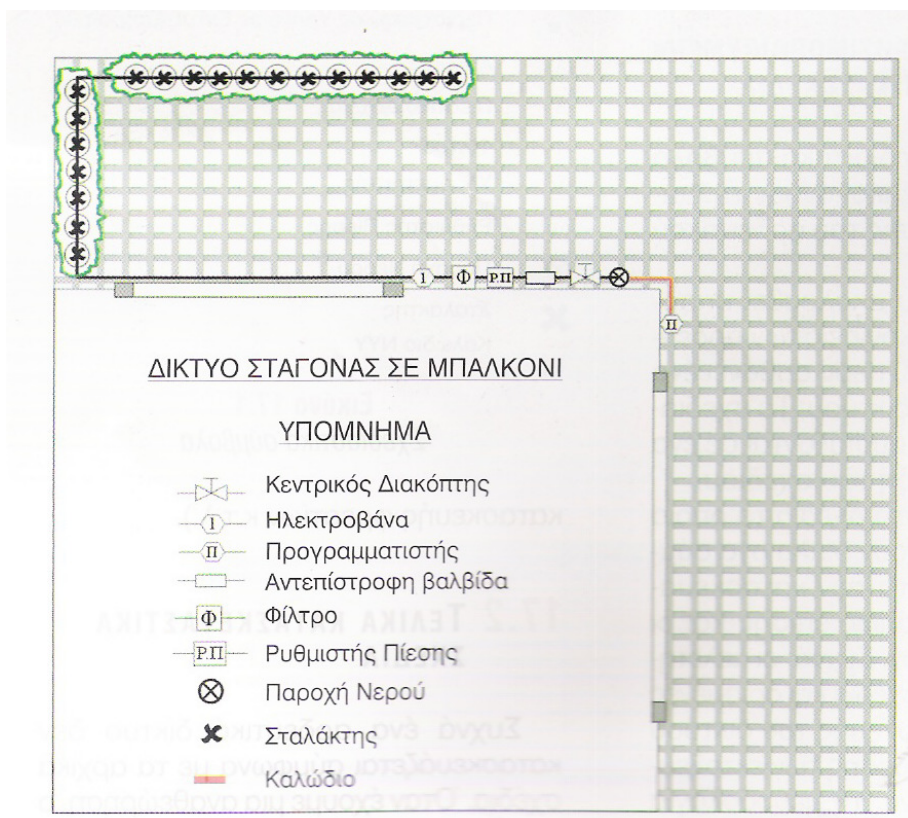 Ι Φ Ρ.Π
Π
ΔΙΚΤΥΟ ΣΤΑΓΟΝΑΣ ΣΕ ΜΠΑΛΚΟΝΙ
ΥΠΟΜΝΗΜΑ
Κεντρικός Διακόπτης
Ι Ηλεκτροβάνα
Π Προγραμματιστής
Αντεπίστροφη βαλβίδα
Φ Φίλτρο
Ρ.Π Ρυθμιστής Πίεσης
Παροχή Νερού
Σταλάκτης
Καλώδιο